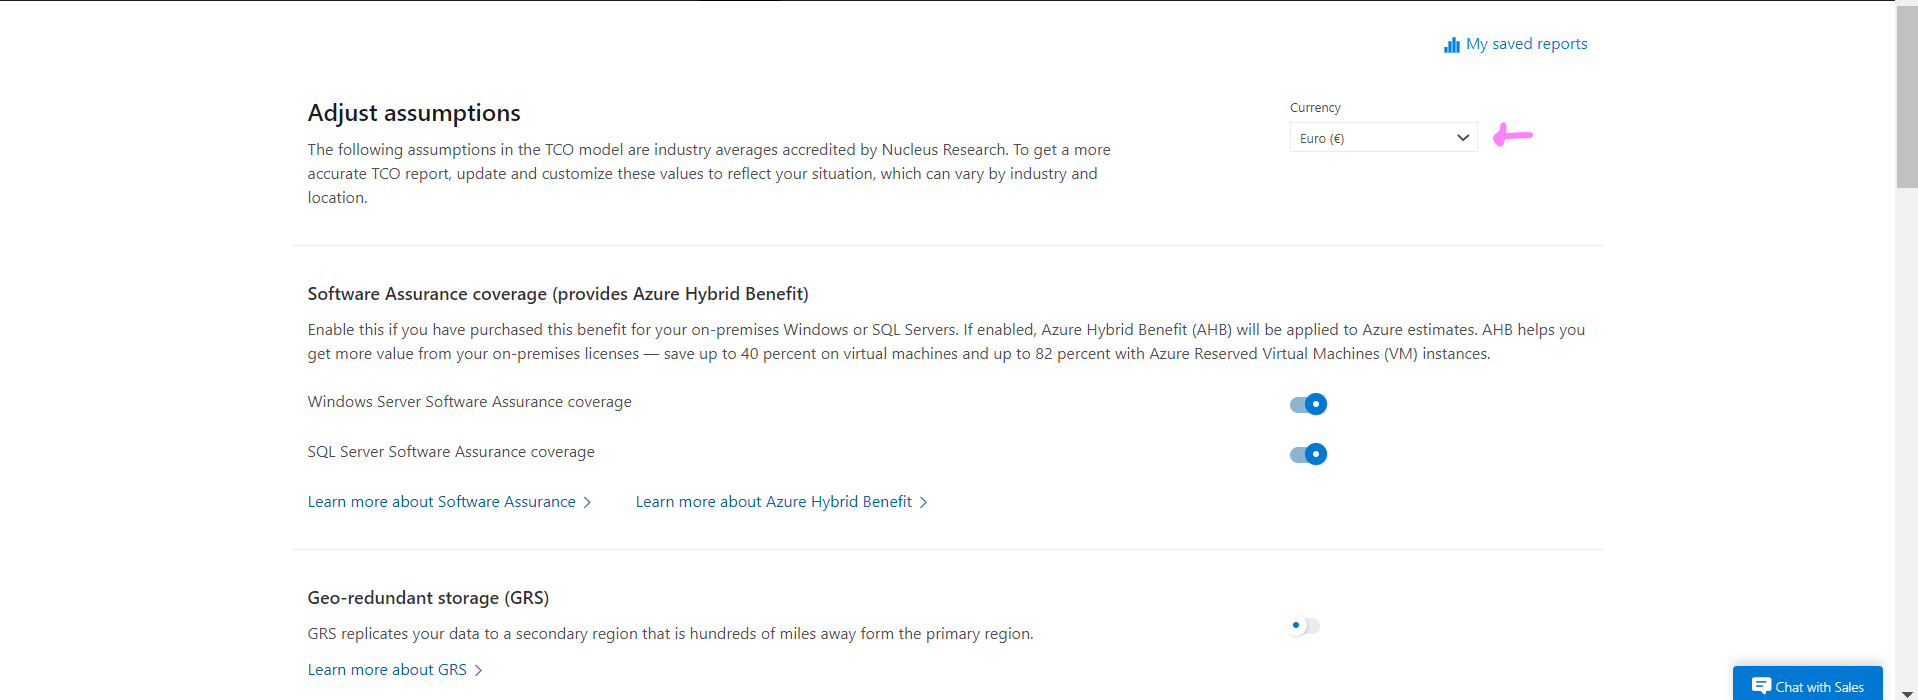 My saved reports
Adjust assumptions
Currency
Euro (€)
The following assumptions in the TCO model are industry averages accredited by Nucleus Research. To get a more
accurate TCO report, update and customize these values to reflect your situation, which can vary by industry and
location.
Software Assurance coverage (provides Azure Hybrid Benefit)
Enable this if you have purchased this benefit for your on-premises Windows or SQL Servers. If enabled, Azure Hybrid Benefit (AHB) will be applied to Azure estimates. AHB helps you
get more value from your on-premises licenses — save up to 40 percent on virtual machines and up to 82 percent with Azure Reserved Virtual Machines (VM) instances.
Windows Server Software Assurance coverage
SQL Server Software Assurance coverage
Learn more about Software Assurance
Learn more about Azure Hybrid Benefit
Geo-redundant storage (GRS)
GRS replicates your data to a secondary region that is hundreds of miles away form the primary region.
Learn more about GRS
Chat with Sales